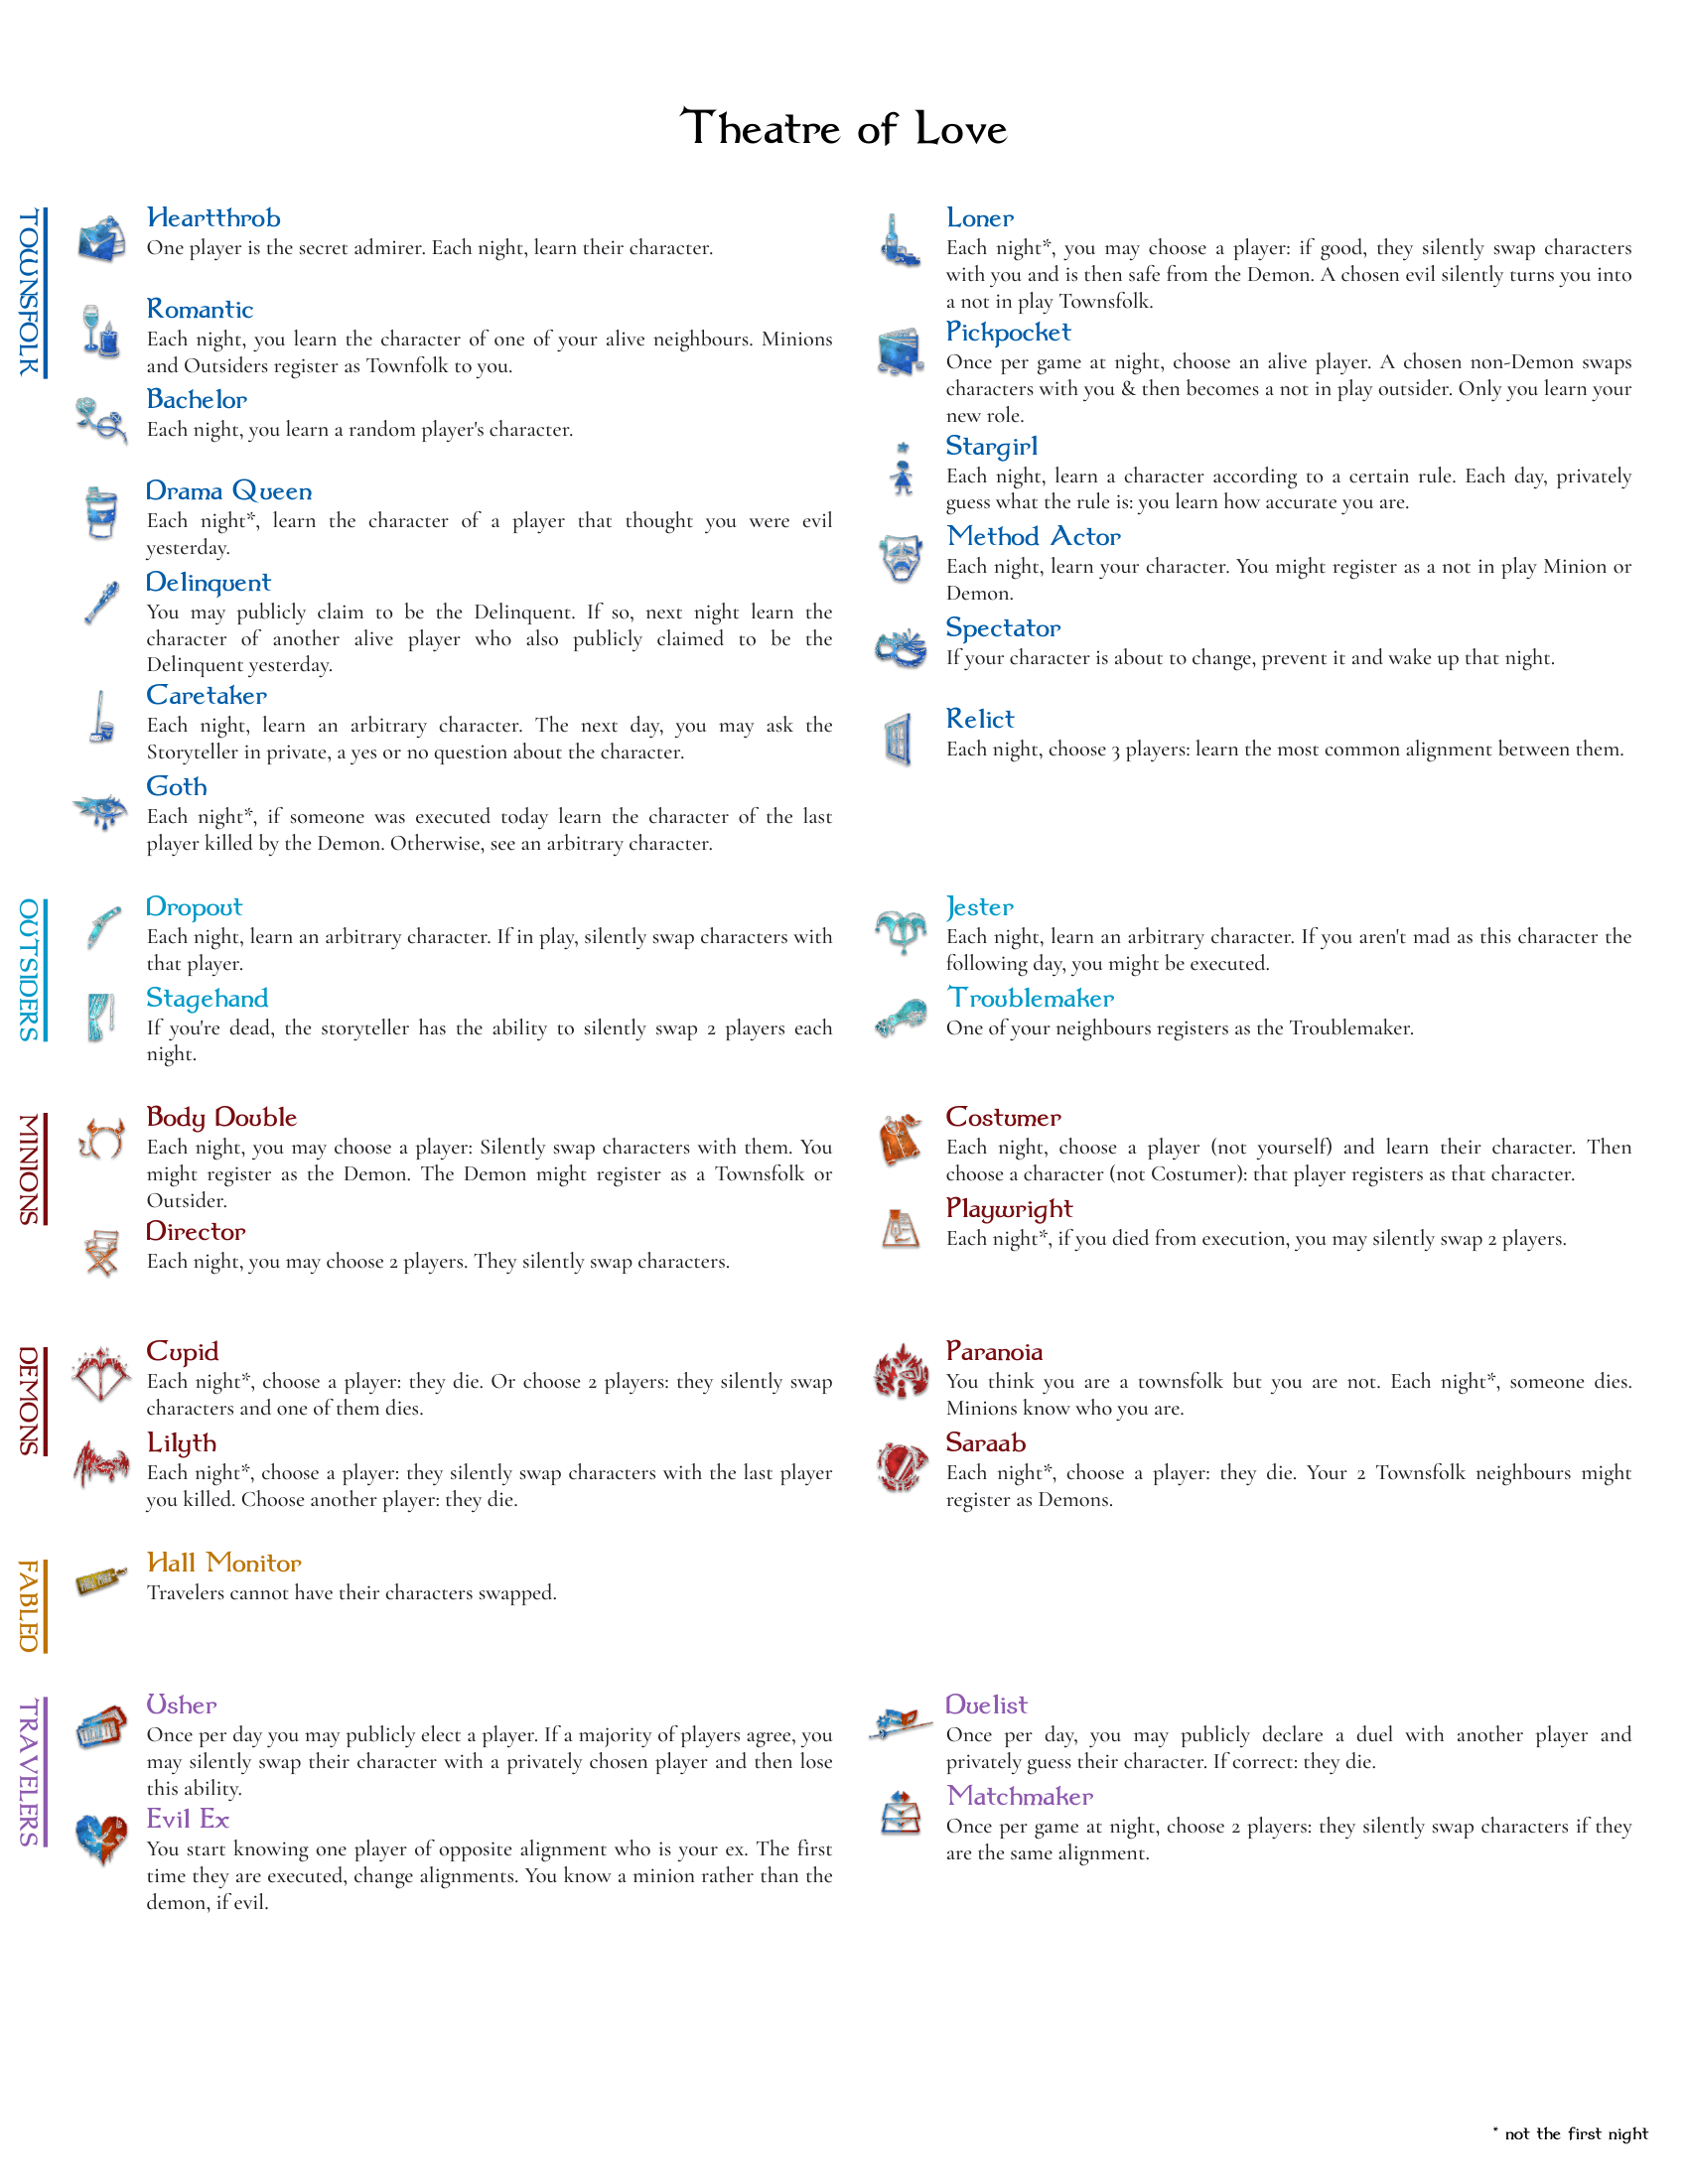 Theatre of Love
TOWNSFOLK
Heartthrob
One player is the secret admirer. Each night, learn their character.
Romantic
Each night, you learn the character of one of your alive neighbours. Minions
and Outsiders register as Townfolk to you.
Bachelor
Each night, you learn a random player's character.
Drama Queen
Each night*, learn the character of a player that thought you were evil
yesterday.
Delinquent
You may publicly claim to be the Delinquent. If so, next night learn the
character of another alive player who also publicly claimed to be the
Delinquent yesterday.
Caretaker
Each night, learn an arbitrary character. The next day, you may ask the
Storyteller in private, a yes or no question about the character.
Goth
Each night*, if someone was executed today learn the character of the last
player killed by the Demon. Otherwise, see an arbitrary character.
Loner
Each night*, you may choose a player: if good, they silently swap characters
with you and is then safe from the Demon. A chosen evil silently turns you into
a not in play Townsfolk.
Pickpocket
Once per game at night, choose an alive player. A chosen non-Demon swaps
characters with you & then becomes a not in play outsider. Only you learn your
new role.
Stargirl
Each night, learn a character according to a certain rule. Each day, privately
guess what the rule is: you learn how accurate you are.
Method Actor
Each night, learn your character. You might register as a not in play Minion or
Demon.
Spectator
If your character is about to change, prevent it and wake up that night.
Relict
Each night, choose 3 players: learn the most common alignment between them.
OUTSIDERS
Dropout
Each night, learn an arbitrary character. If in play, silently swap characters with
that player.
Stagehand
If you're dead, the storyteller has the ability to silently swap 2 players each
night.
Jester
Each night, learn an arbitrary character. If you aren't mad as this character the
following day, you might be executed.
Troublemaker
One of your neighbours registers as the Troublemaker.
MINIONS
Body Double
Each night, you may choose a player: Silently swap characters with them. You
might register as the Demon. The Demon might register as a Townsfolk or
Outsider.
Director
Each night, you may choose 2 players. They silently swap characters.
Costumer
Each night, choose a player (not yourself) and learn their character. Then
choose a character (not Costumer): that player registers as that character.
Playwright
Each night*, if you died from execution, you may silently swap 2 players.
DEMONS
Cupid
Each night*, choose a player: they die. Or choose 2 players: they silently swap
characters and one of them dies.
Lilyth
Each night*, choose a player: they silently swap characters with the last player
you killed. Choose another player: they die.
Paranoia
You think you are a townsfolk but you are not. Each night*, someone dies.
Minions know who you are.
Saraab
Each night*, choose a player: they die. Your 2 Townsfolk neighbours might
register as Demons.
FABLED
Hall Monitor
Travelers cannot have their characters swapped.
TRAVELERS
Usher
Once per day you may publicly elect a player. If a majority of players agree, you
may silently swap their character with a privately chosen player and then lose
this ability.
Evil Ex
You start knowing one player of opposite alignment who is your ex. The first
time they are executed, change alignments. You know a minion rather than the
demon, if evil.
Duelist
Once per day, you may publicly declare a duel with another player and
privately guess their character. If correct: they die.
Matchmaker
Once per game at night, choose 2 players: they silently swap characters if they
are the same alignment.
* not the first night